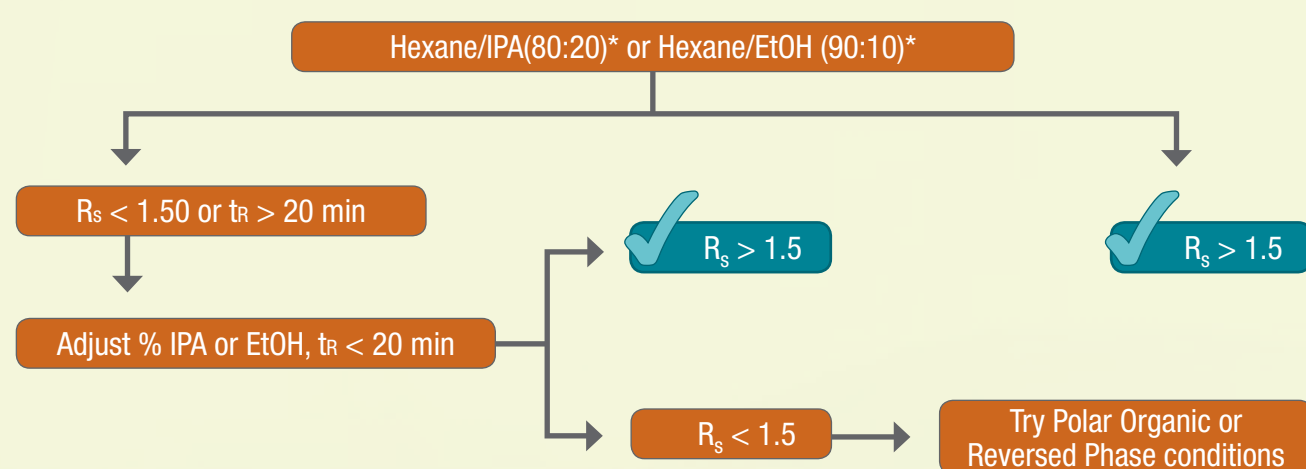 Hexane/IPA(80:20)* or Hexane/EtOH (90:10)*
Rs < 1.50 or tR > 20 min
Rs > 1.5
Rs > 1.5
Adjust % IPA or EtOH, tR < 20 min
Rs < 1.5
Try Polar Organic or
Reversed Phase conditions